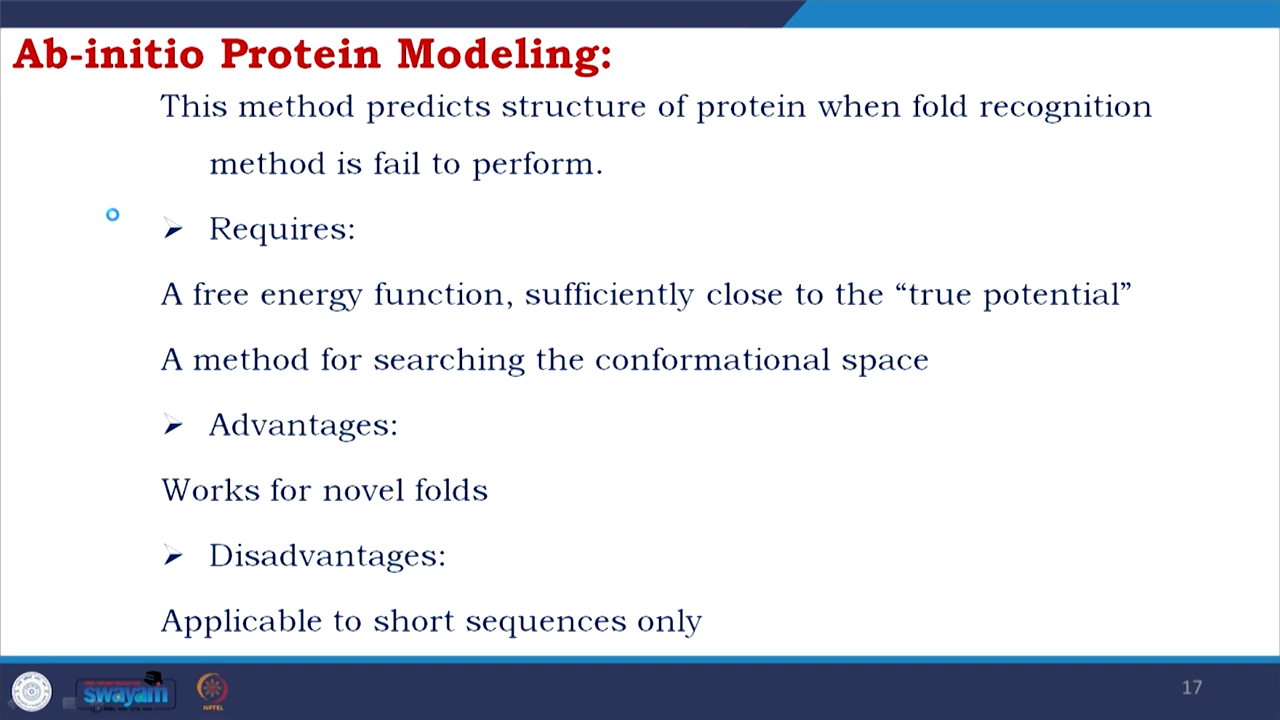 Ab-initio Protein Modeling:
This method predicts structure of protein when fold recognition
method is fail to perform.
➢ Requires:
A free energy function, sufficiently close to the “true potential”
A method for searching the conformational space
➢ Advantages:
Works for novel folds
➢ Disadvantages:
Applicable to short sequences only
swayam
NPTEL
17